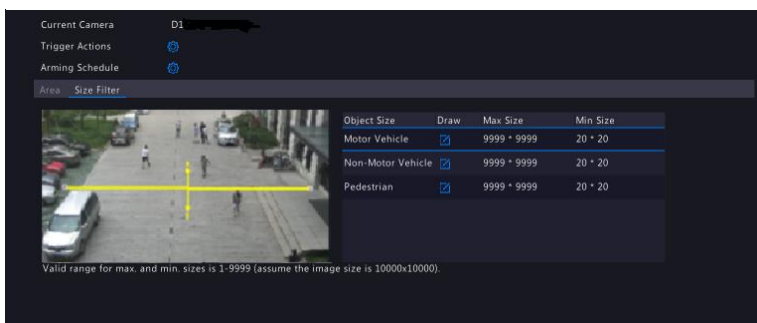 Current Camera D1
Trigger Actions
Arming Schedule
Area Size Filter
Object Size Draw Max Size Min Size
Motor Vehicle 9999 * 9999 20 * 20
Non-Motor Vehicle 9999 * 9999 20 * 20
Pedestrian 9999 * 9999 20 * 20
Valid range for max. and min. sizes is 1-9999 (assume the image size is 10000x10000).